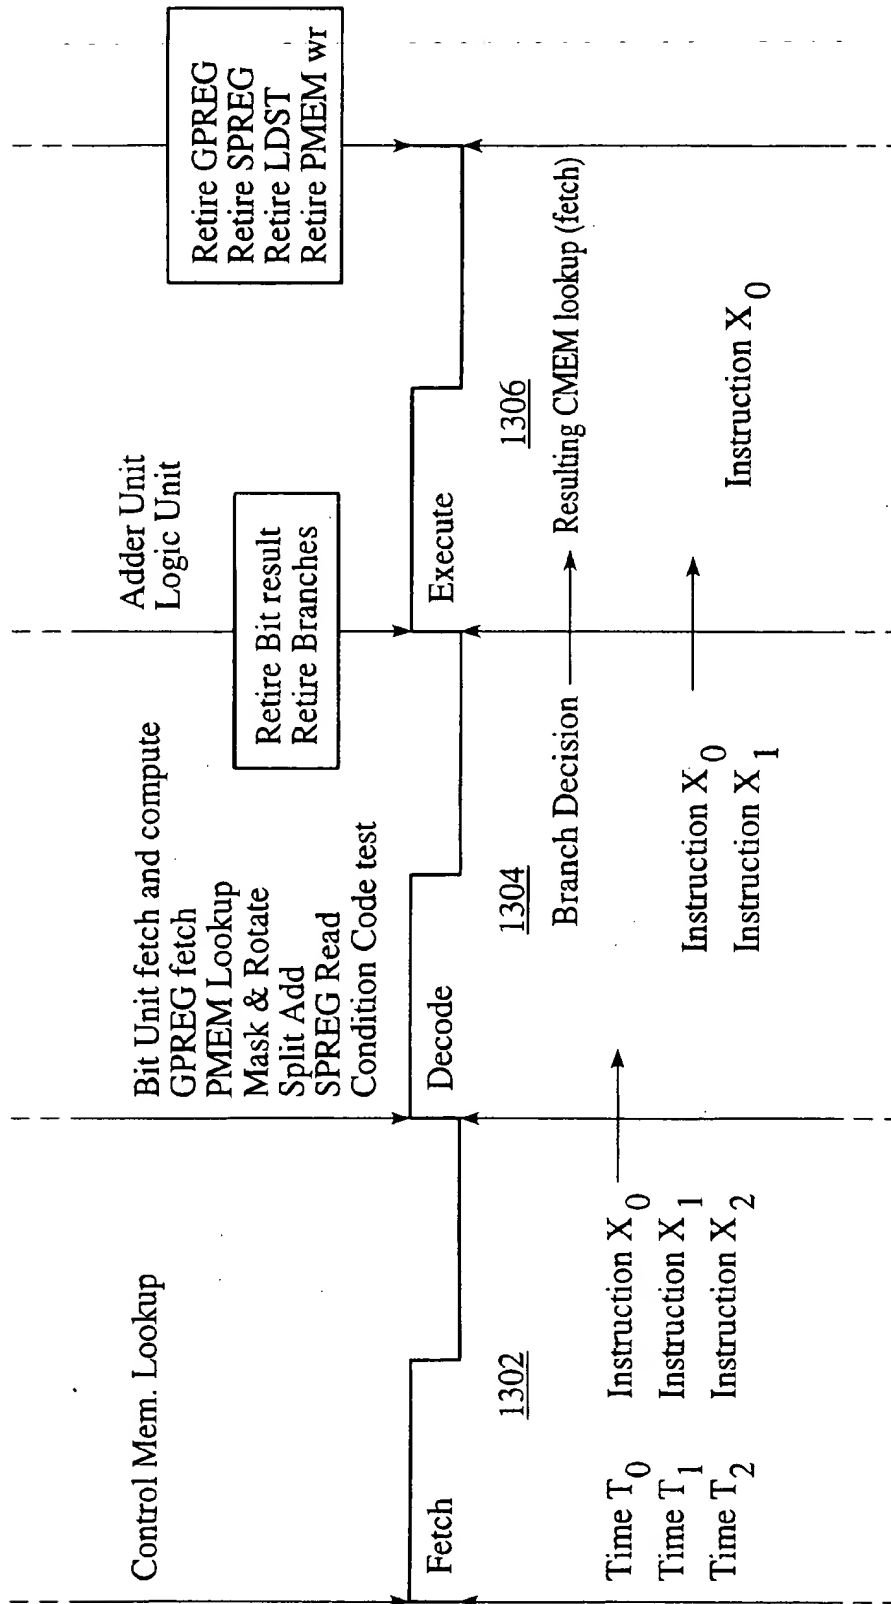 Control Mem. Lookup
Bit Unit fetch and compute
GPREG fetch
PMEM Lookup
Mask & Rotate
Split Add
SPREG Read
Condition Code test
Adder Unit
Logic Unit
Retire Bit result
Retire Branches
Retire GPREG
Retire SPREG
Retire LDST
Retire PMEM wr
Fetch
Decode
Execute
1302
1304
1306
Branch Decision
Resulting CMEM lookup (fetch)
Time T0 Instruction X0
Time T1 Instruction X1
Time T2 Instruction X2
Instruction X0
Instruction X1
Instruction X0